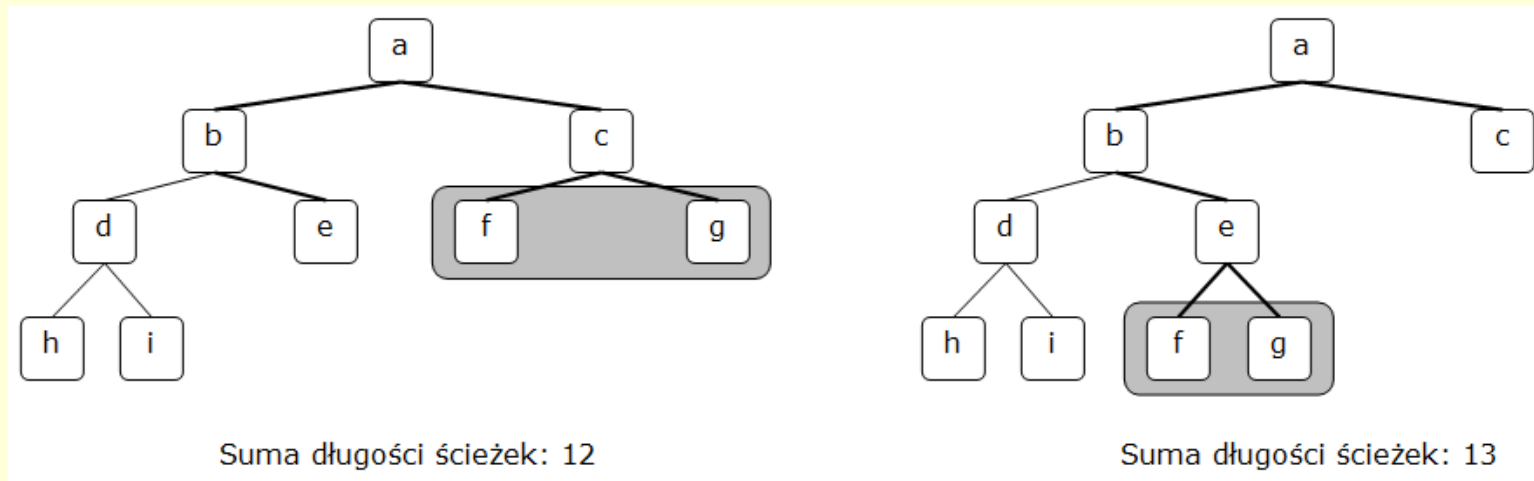 a
b
c
d
e
f
g
h
i
Suma długości ścieżek: 12
a
b
c
d
e
h
i
f
g
Suma długości ścieżek: 13